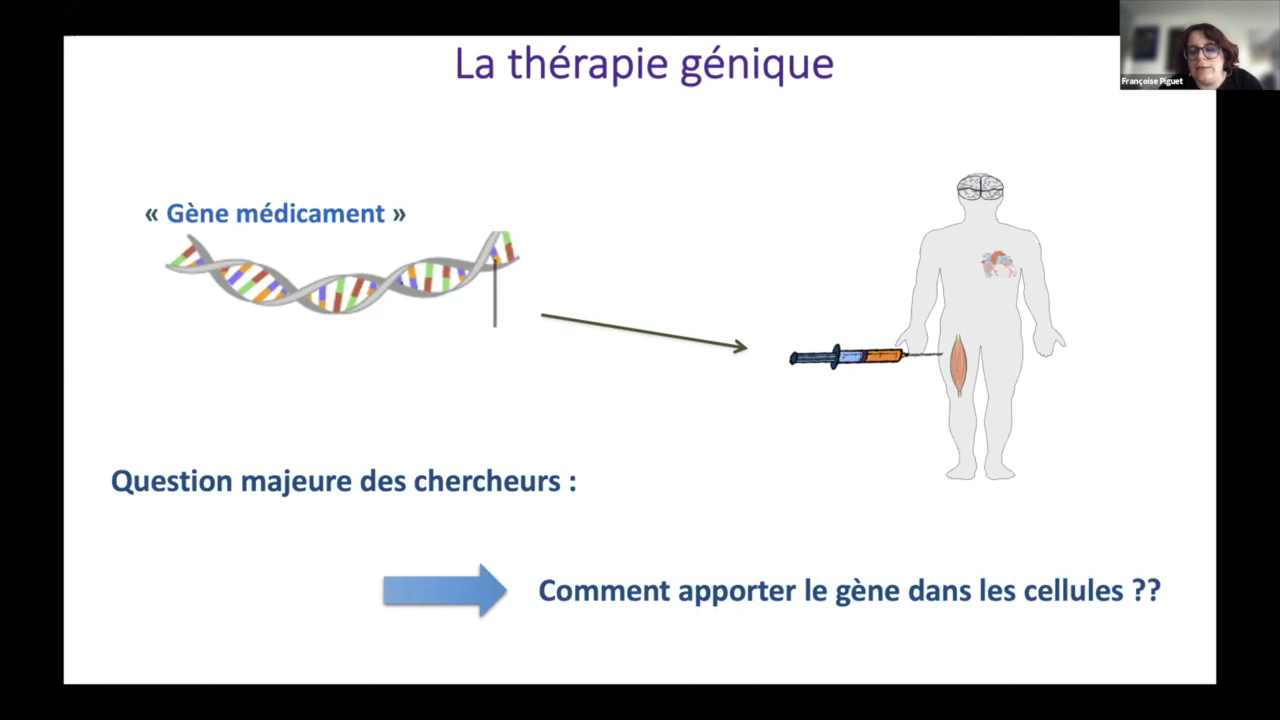 La thérapie génique
Françoise Piguet
« Gène médicament »
Question majeure des chercheurs :
Comment apporter le gène dans les cellules ??